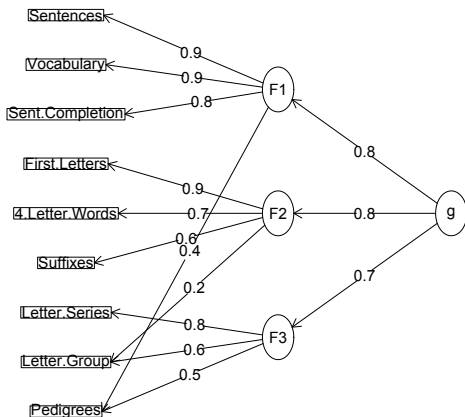 Sentences
0.9
Vocabulary
0.9
F1
Sent.Completion
0.8
0.8
First.Letters
0.9
4.Letter.Words
0.7
F2
0.8
g
0.6
0.4
Suffixes
0.2
0.7
Letter.Series
0.8
F3
Letter.Group
0.6
0.5
Pedigrees